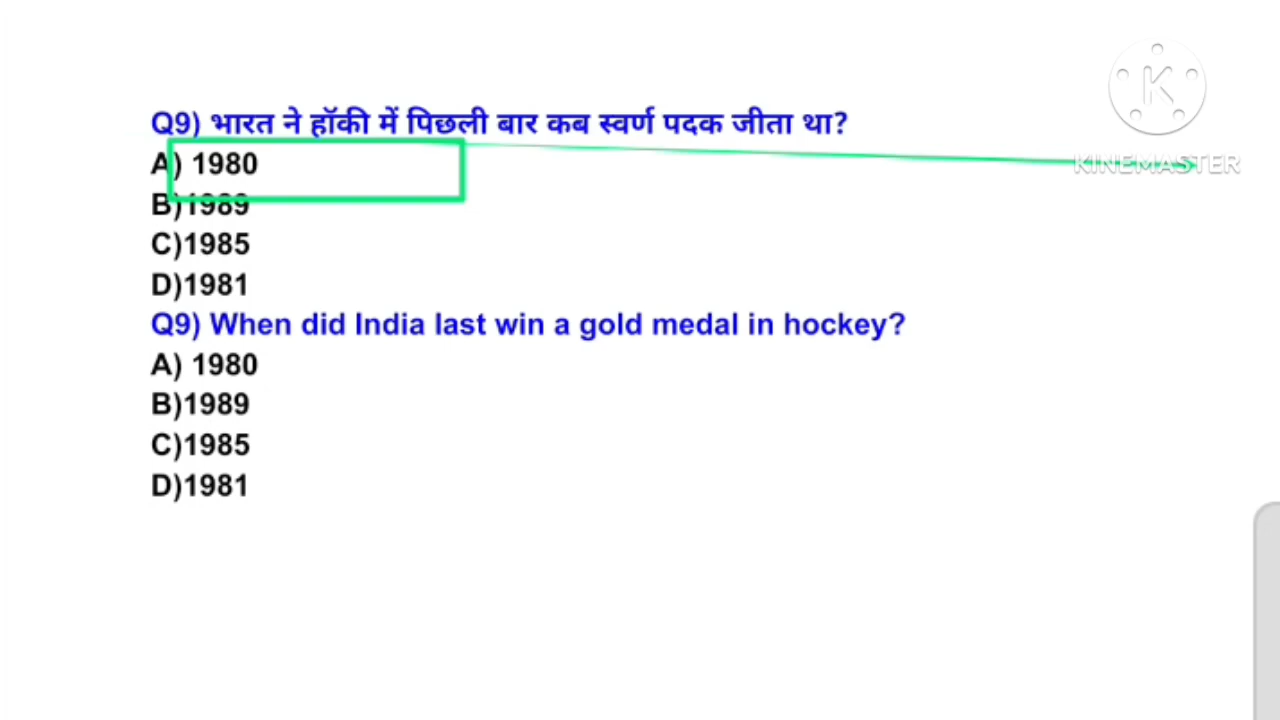 Q9) भारत ने हॉकी में पिछली बार कब स्वर्ण पदक जीता था?
A) 1980
B)1989
C)1985
D)1981
Q9) When did India last win a gold medal in hockey?
A) 1980
B)1989
C)1985
D)1981
K
KINEMASTER